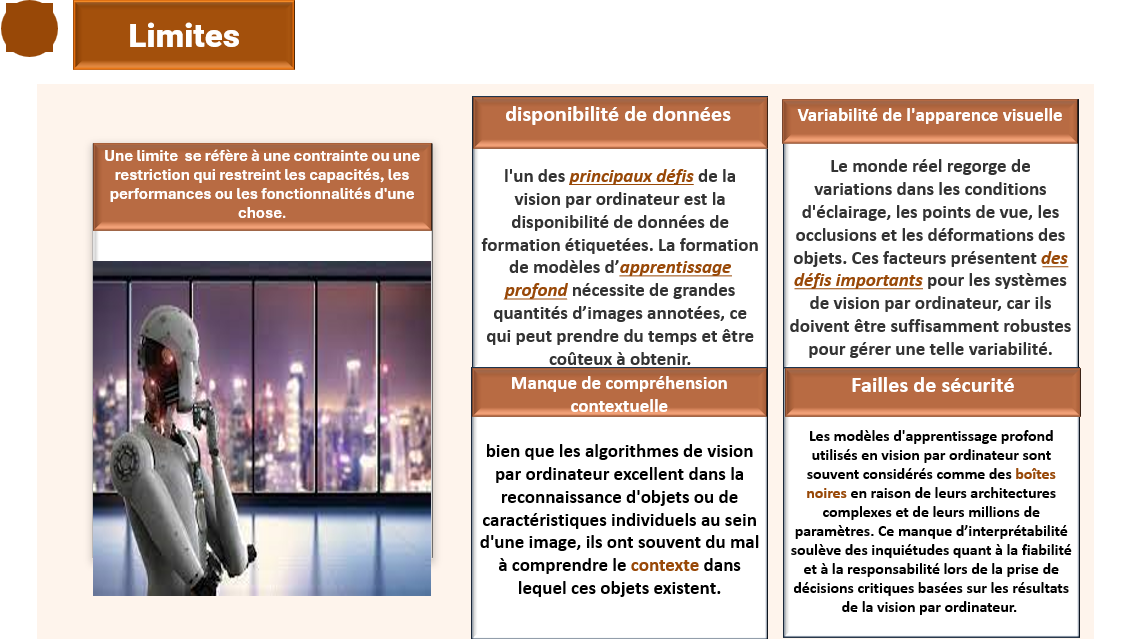 Limites
Une limite se réfère à une contrainte ou une
restriction qui restreint les capacités, les
performances ou les fonctionnalités d'une
chose.
disponibilité de données
l'un des principaux défis de la
vision par ordinateur est la
disponibilité de données de
formation étiquetées. La formation
de modèles d’apprentissage
profond nécessite de grandes
quantités d’images annotées, ce
qui peut prendre du temps et être
coûteux à obtenir.
Variabilité de l'apparence visuelle
Le monde réel regorge de
variations dans les conditions
d'éclairage, les points de vue, les
occlusions et les déformations des
objets. Ces facteurs présentent des
défis importants pour les systèmes
de vision par ordinateur, car ils
doivent être suffisamment robustes
pour gérer une telle variabilité.
Manque de compréhension
contextuelle
bien que les algorithmes de vision
par ordinateur excellent dans la
reconnaissance d'objets ou de
caractéristiques individuels au sein
d'une image, ils ont souvent du mal
à comprendre le contexte dans
lequel ces objets existent.
Failles de sécurité
Les modèles d'apprentissage profond
utilisés en vision par ordinateur sont
souvent considérés comme des boîtes
noires en raison de leurs architectures
complexes et de leurs millions de
paramètres. Ce manque d’interprétabilité
soulève des inquiétudes quant à la fiabilité
et à la responsabilité lors de la prise de
décisions critiques basées sur les résultats
de la vision par ordinateur.